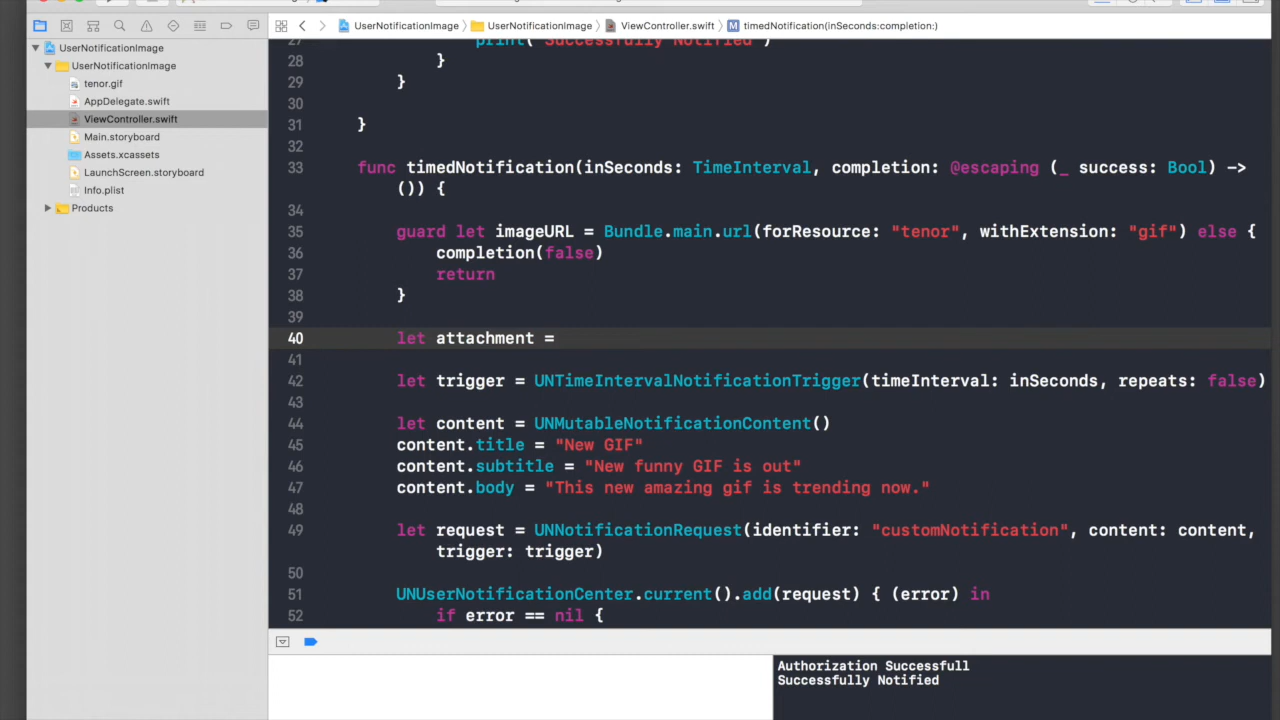 UserNotificationImage
UserNotificationImage
ViewController.swift
timedNotification(inSeconds:completion:)
UserNotificationImage
UserNotificationImage
tenor.gif
AppDelegate.swift
ViewController.swift
Main.storyboard
Assets.xcassets
LaunchScreen.storyboard
Info.plist
Products
27 print("Successfully Notified")
28 }
29 }
30
31 }
32
33 func timedNotification(inSeconds: TimeInterval, completion: @escaping (_ success: Bool) ->
()) {
34
35 guard let imageURL = Bundle.main.url(forResource: "tenor", withExtension: "gif") else {
36 completion(false)
37 return
38 }
39
40 let attachment =
41
42 let trigger = UNTimeIntervalNotificationTrigger(timeInterval: inSeconds, repeats: false)
43
44 let content = UNMutableNotificationContent()
45 content.title = "New GIF"
46 content.subtitle = "New funny GIF is out"
47 content.body = "This new amazing gif is trending now."
48
49 let request = UNNotificationRequest(identifier: "customNotification", content: content,
trigger: trigger)
50
51 UNUserNotificationCenter.current().add(request) { (error) in
52 if error == nil {
Authorization Successfull
Successfully Notified